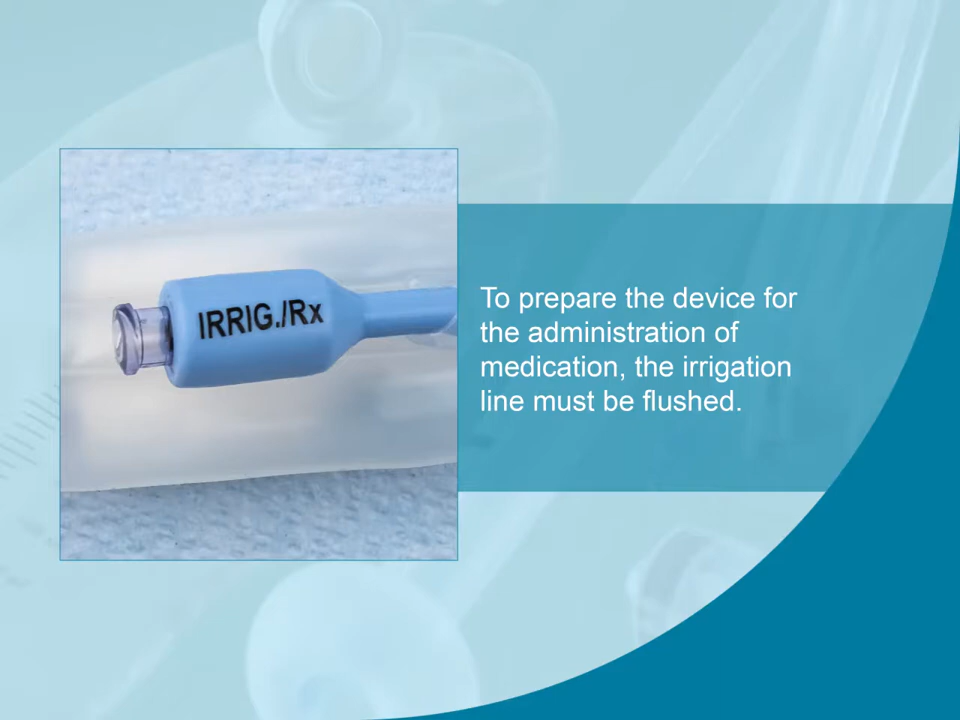 IRRIG./Rx
To prepare the device for
the administration of
medication, the irrigation
line must be flushed.